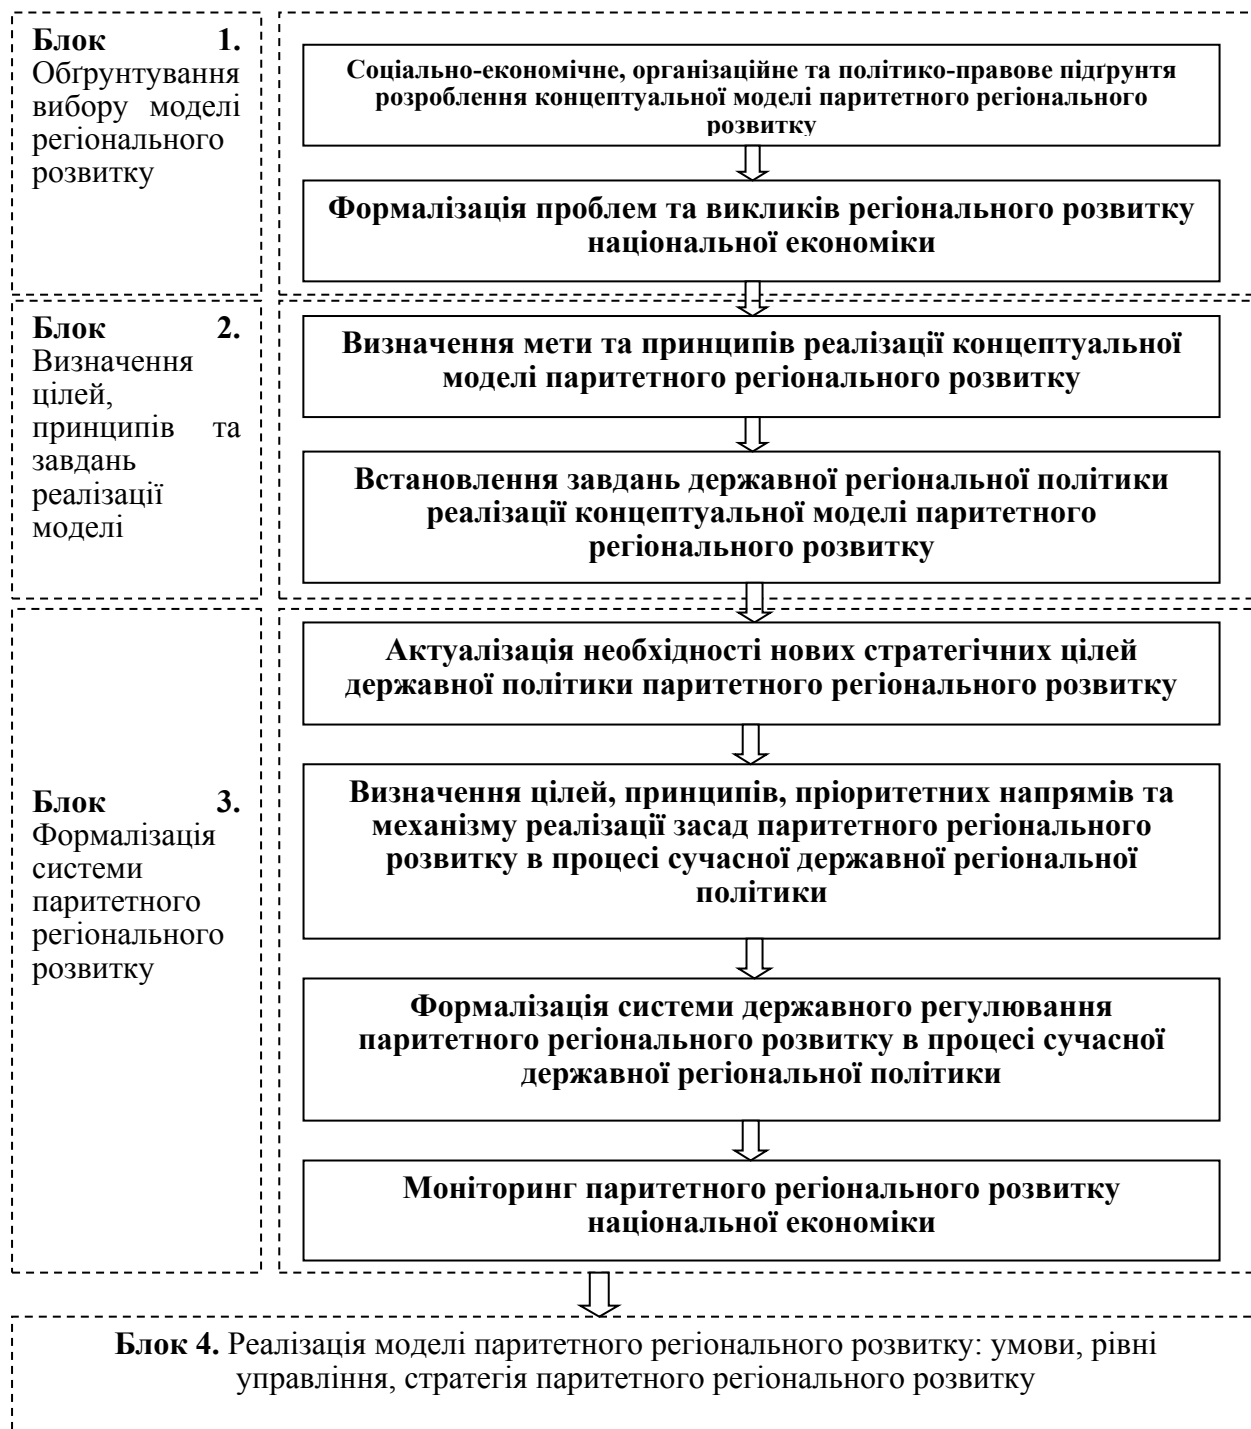 Блок 1.
Обґрунтування
вибору моделі
регіонального
розвитку
Соціально-економічне, організаційне та політико-правове підґрунтя
розроблення концептуальної моделі паритетного регіонального
розвитку
Формалізація проблем та викликів регіонального розвитку
національної економіки
Блок 2.
Визначення
цілей,
принципів та
завдань
реалізації
моделі
Визначення мети та принципів реалізації концептуальної
моделі паритетного регіонального розвитку
Встановлення завдань державної регіональної політики
реалізації концептуальної моделі паритетного
регіонального розвитку
Блок 3.
Формалізація
системи
паритетного
регіонального
розвитку
Актуалізація необхідності нових стратегічних цілей
державної політики паритетного регіонального розвитку
Визначення цілей, принципів, пріоритетних напрямів та
механізму реалізації засад паритетного регіонального
розвитку в процесі сучасної державної регіональної
політики
Формалізація системи державного регулювання
паритетного регіонального розвитку в процесі сучасної
державної регіональної політики
Моніторинг паритетного регіонального розвитку
національної економіки
Блок 4. Реалізація моделі паритетного регіонального розвитку: умови, рівні
управління, стратегія паритетного регіонального розвитку